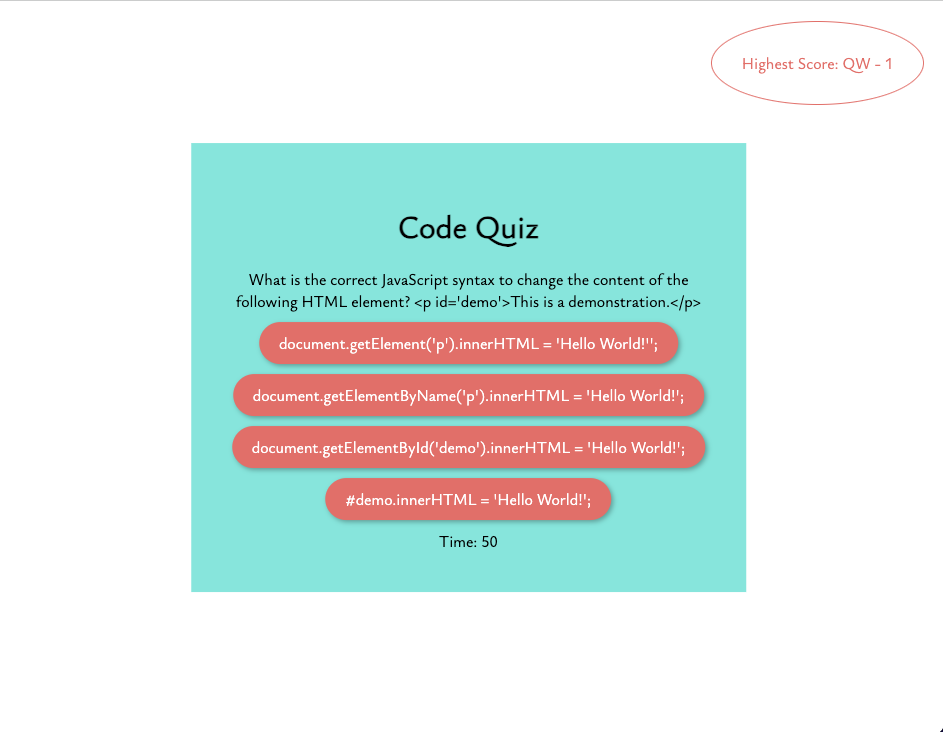 Highest Score: QW - 1
Code Quiz
What is the correct JavaScript syntax to change the content of the
following HTML element? <p id='demo'>This is a demonstration.</p>
document.getElement('p').innerHTML = 'Hello World!'';
document.getElementByName('p').innerHTML = 'Hello World!';
document.getElementById('demo').innerHTML = 'Hello World!';
#demo.innerHTML = 'Hello World!';
Time: 50